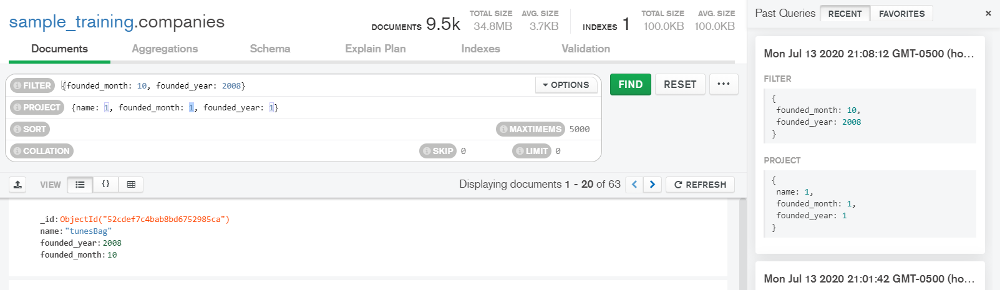 sample_training.companies
DOCUMENTS 9.5k TOTAL SIZE 34.8MB AVG. SIZE 3.7KB INDEXES 1 TOTAL SIZE 100.0KB AVG. SIZE 100.0KB
Documents Aggregations Schema Explain Plan Indexes Validation
FILTER {founded_month: 10, founded_year: 2008} OPTIONS FIND RESET ...
PROJECT {name: 1, founded_month: 1, founded_year: 1}
SORT MAXTIMEMS 5000
COLLATION SKIP 0 LIMIT 0
VIEW {} Displaying documents 1 - 20 of 63 < > REFRESH
_id: ObjectId("52cdef7c4bab8bd6752985ca")
name: "tunesBag"
founded_year: 2008
founded_month: 10
Past Queries RECENT FAVORITES ×
Mon Jul 13 2020 21:08:12 GMT-0500 (ho...
FILTER
{
founded_month: 10,
founded_year: 2008
}
PROJECT
{
name: 1,
founded_month: 1,
founded_year: 1
}
Mon Jul 13 2020 21:01:42 GMT-0500 (ho...